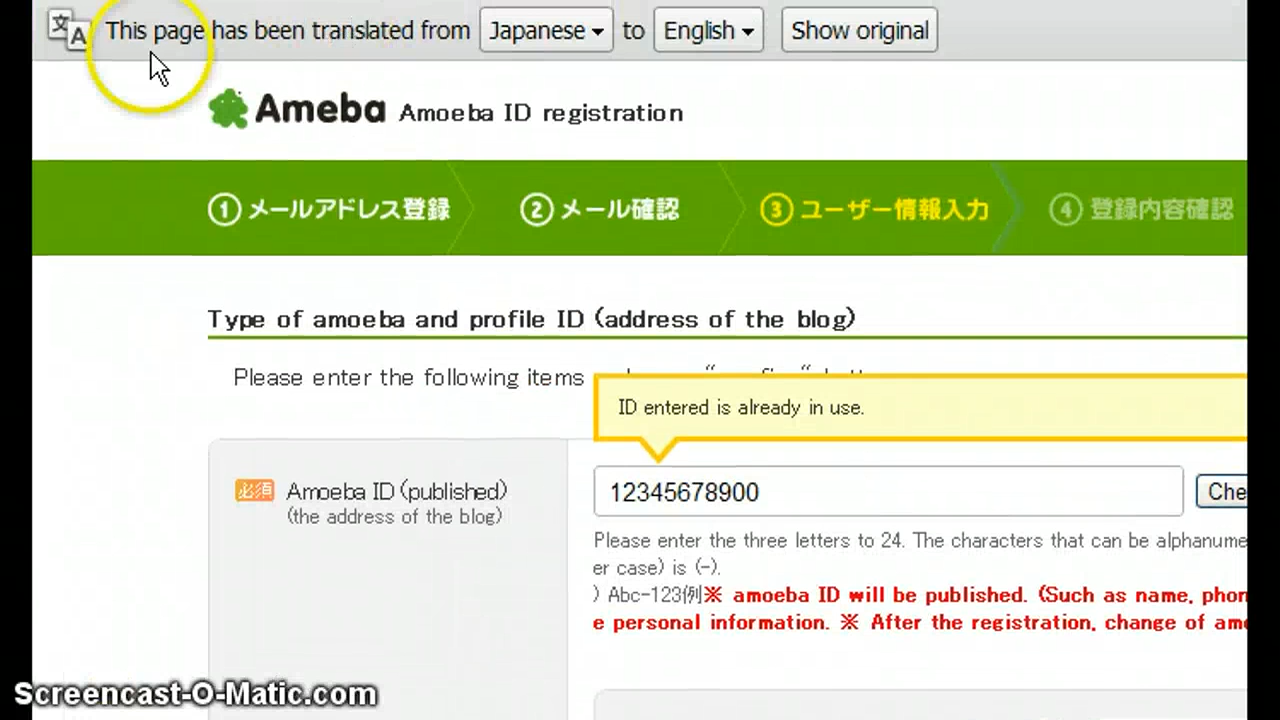 文A This page has been translated from Japanese to English Show original
Ameba Amoeba ID registration
① メールアドレス登録 ② メール確認 ③ ユーザー情報入力 ④ 登録内容確認
Type of amoeba and profile ID (address of the blog)
Please enter the following items
ID entered is already in use.
必須 Amoeba ID (published) 12345678900 Che
(the address of the blog)
Please enter the three letters to 24. The characters that can be alphanume
er case) is (-).
) Abc-123例※ amoeba ID will be published. (Such as name, phon
e personal information. ※ After the registration, change of ame
Screencast-O-Matic.com